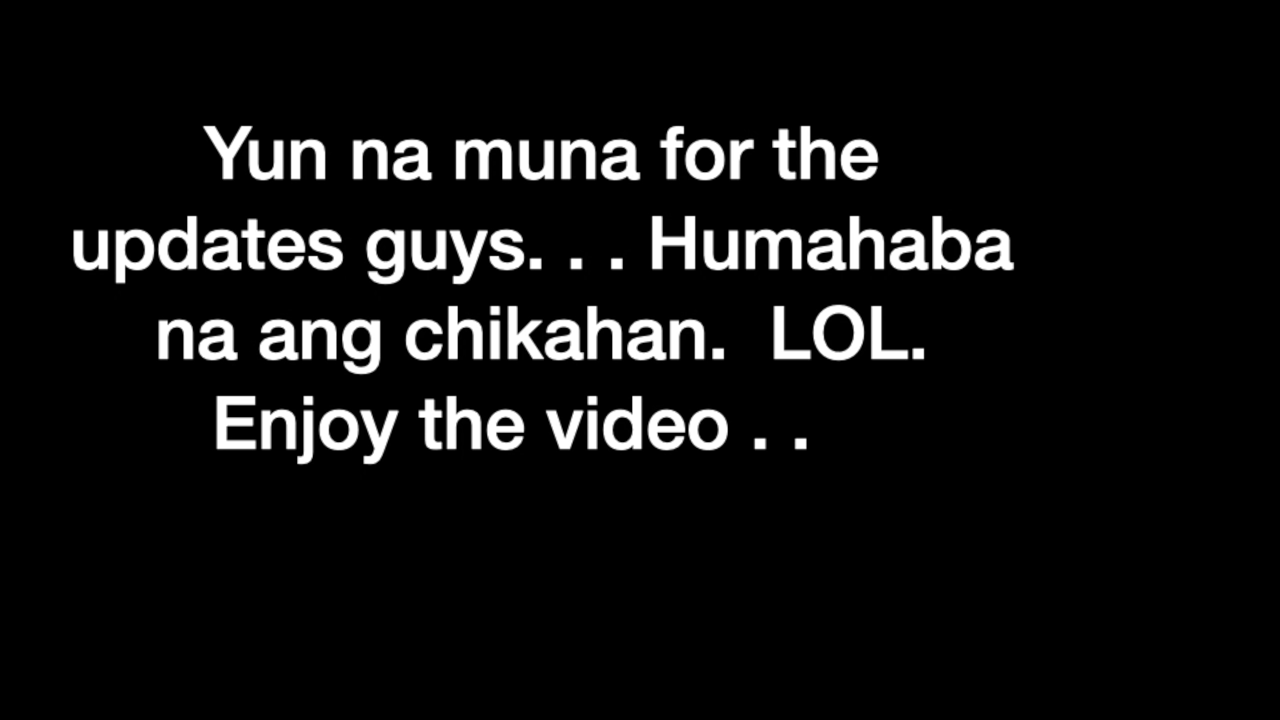 Yun na muna for the
updates guys. . . Humahaba
na ang chikahan.  LOL.
Enjoy the video . .